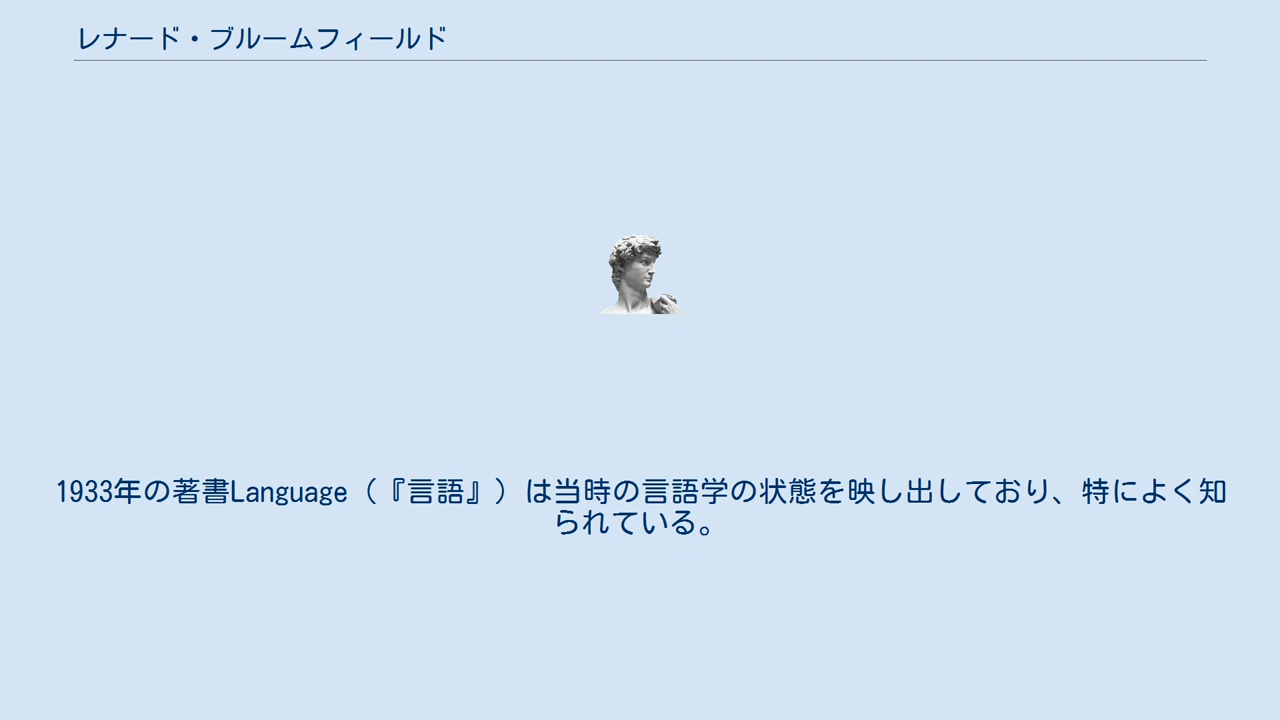 レナード・ブルームフィールド
1933年の著書Language（『言語』）は当時の言語学の状態を映し出しており、特によく知
られている。